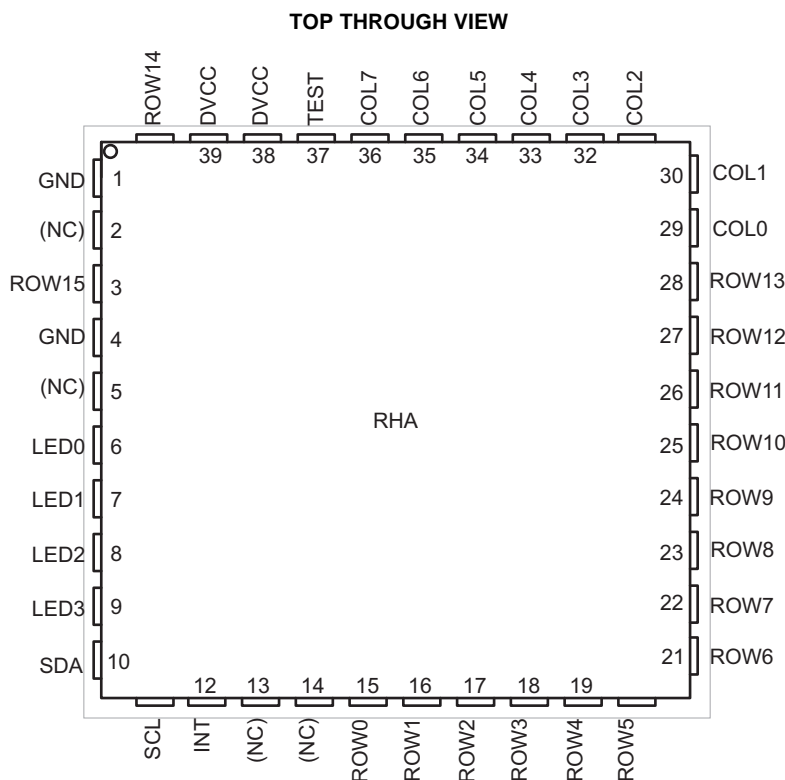 TOP THROUGH VIEW
ROW14
DVCC
DVCC
TEST
COL7
COL6
COL5
COL4
COL3
COL2
39
38
37
36
35
34
33
32
GND 1
(NC) 2
ROW15 3
GND 4
(NC) 5
LED0 6
LED1 7
LED2 8
LED3 9
SDA 10
RHA
30 COL1
29 COL0
28 ROW13
27 ROW12
26 ROW11
25 ROW10
24 ROW9
23 ROW8
22 ROW7
21 ROW6
12
13
14
15
16
17
18
19
SCL
INT
(NC)
(NC)
ROW0
ROW1
ROW2
ROW3
ROW4
ROW5